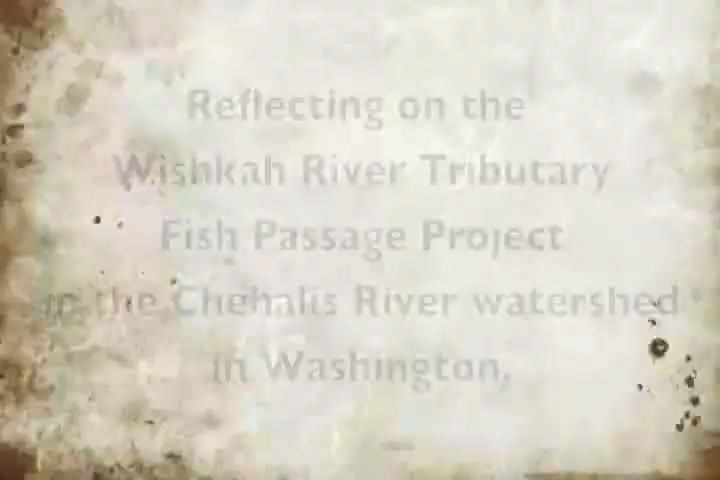 Reflecting on the
Wishkah River Tributary
Fish Passage Project
in the Chehalis River watershed
in Washington,